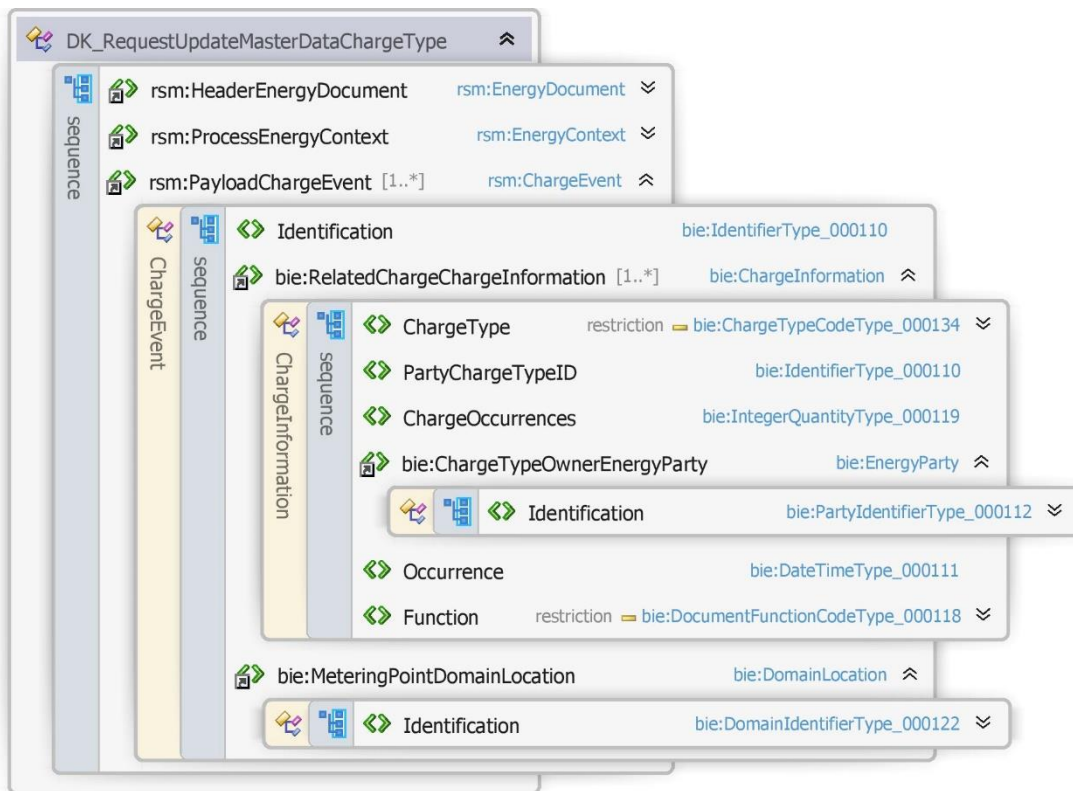 DK_RequestUpdateMasterDataChargeType
sequence
rsm:HeaderEnergyDocument rsm:EnergyDocument
rsm:ProcessEnergyContext rsm:EnergyContext
rsm:PayloadChargeEvent [1..*] rsm:ChargeEvent
ChargeEvent
sequence
Identification bie:IdentifierType_000110
bie:RelatedChargeChargeInformation [1..*] bie:ChargeInformation
ChargeInformation
sequence
ChargeType restriction bie:ChargeTypeCodeType_000134
PartyChargeTypeID bie:IdentifierType_000110
ChargeOccurrences bie:IntegerQuantityType_000119
bie:ChargeTypeOwnerEnergyParty bie:EnergyParty
Identification bie:PartyIdentifierType_000112
Occurrence bie:DateTimeType_000111
Function restriction bie:DocumentFunctionCodeType_000118
bie:MeteringPointDomainLocation bie:DomainLocation
Identification bie:DomainIdentifierType_000122